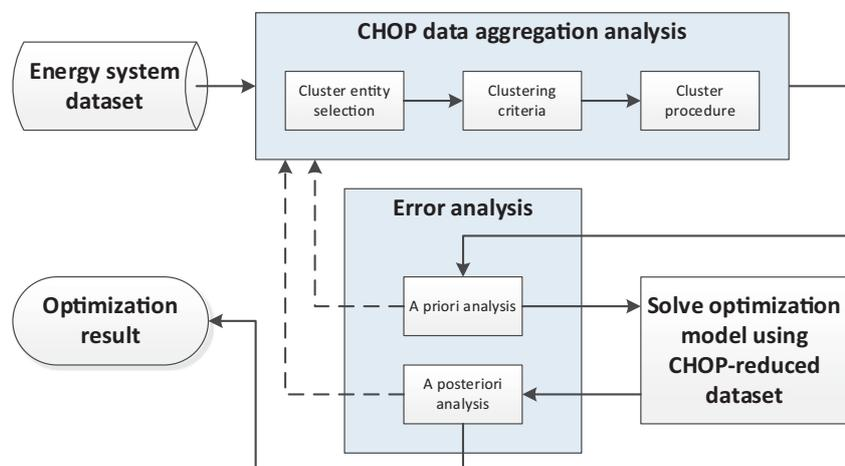 CHOP data aggregation analysis
Energy system
dataset
Cluster entity
selection
Clustering
criteria
Cluster
procedure
Error analysis
A priori analysis
Optimization
result
Solve optimization
model using
CHOP-reduced
dataset
A posteriori
analysis